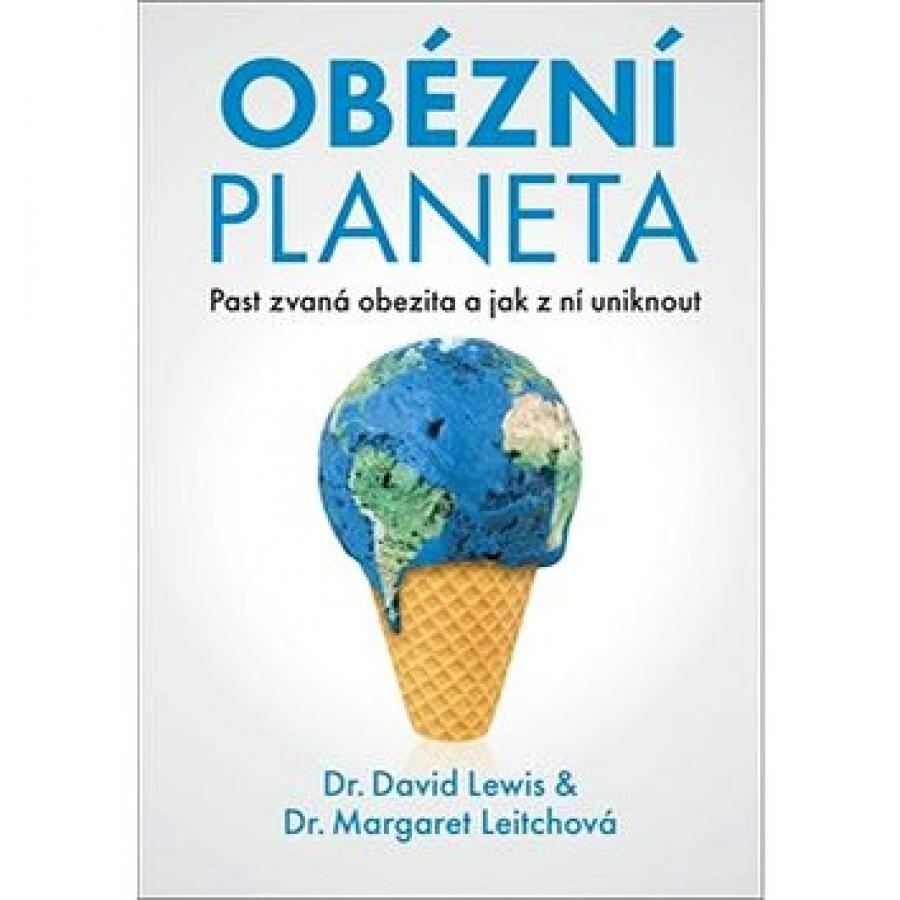 OBÉZNÍ
PLANETA
Past zvaná obezita a jak z ní uniknout
Dr. David Lewis &
Dr. Margaret Leitchová